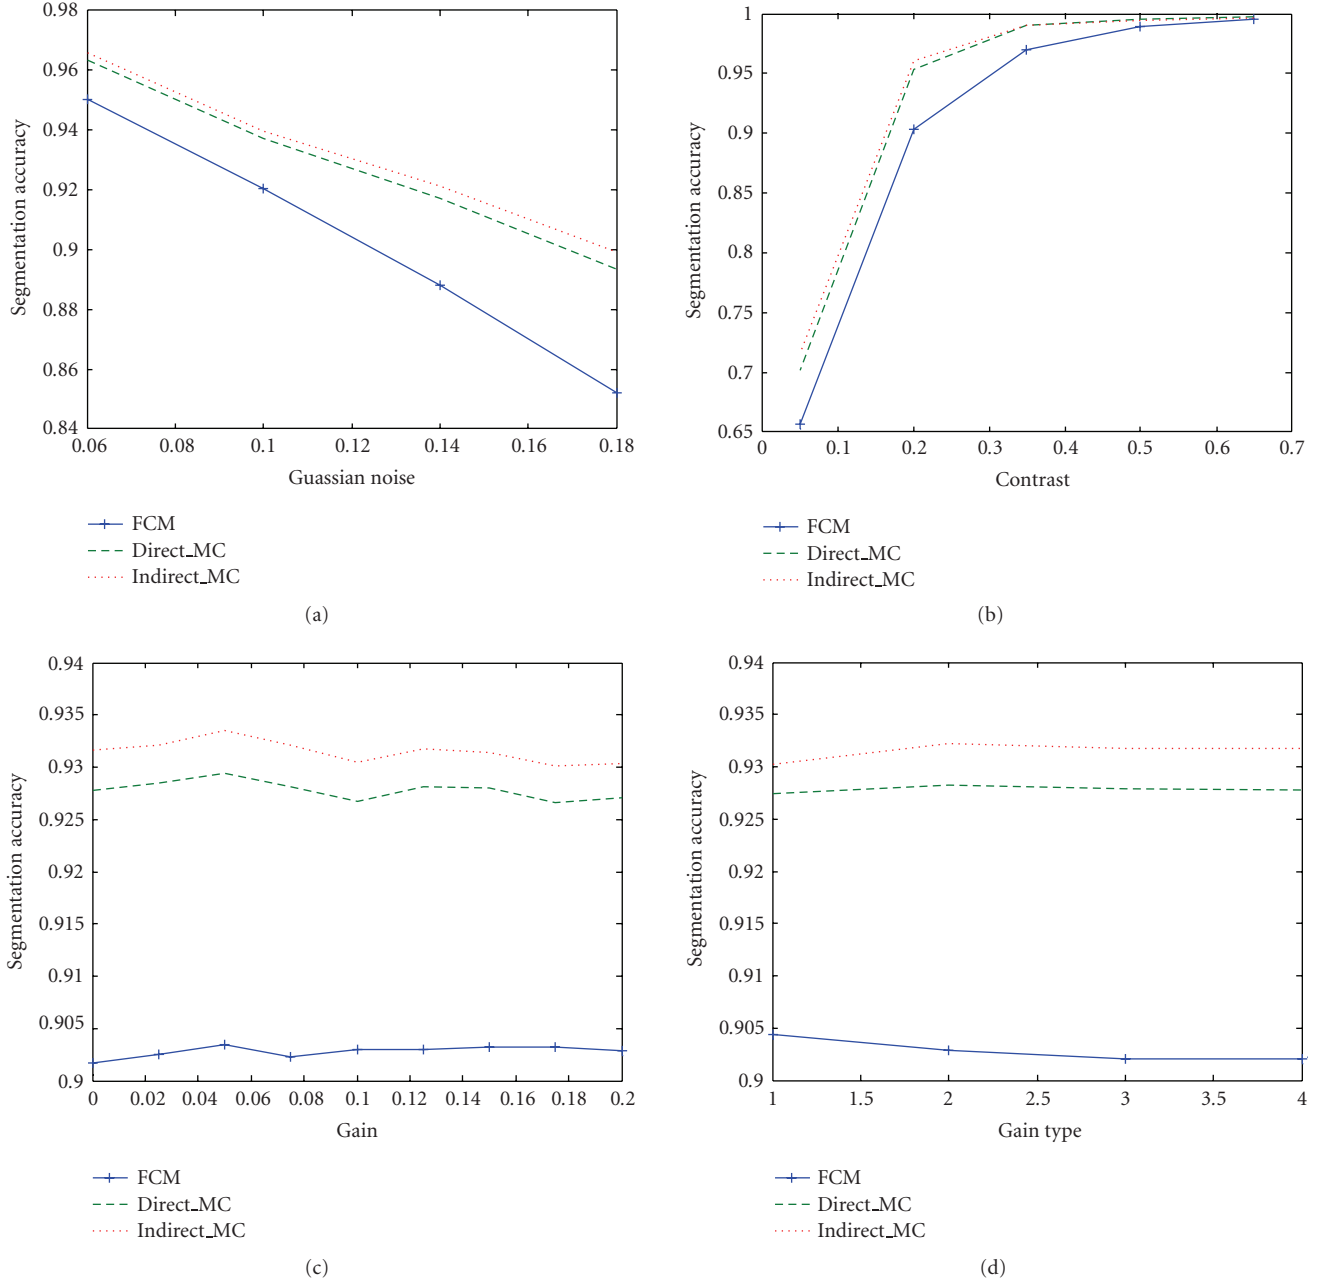 0.98
0.96
0.94
0.92
0.9
0.88
0.86
0.84
0.06 0.08 0.1 0.12 0.14 0.16 0.18
Segmentation accuracy
Guassian noise
FCM
Direct_MC
Indirect_MC
(a)
1
0.95
0.9
0.85
0.8
0.75
0.7
0.65
0 0.1 0.2 0.3 0.4 0.5 0.6 0.7
Segmentation accuracy
Contrast
FCM
Direct_MC
Indirect_MC
(b)
0.94
0.935
0.93
0.925
0.92
0.915
0.91
0.905
0.9
0 0.02 0.04 0.06 0.08 0.1 0.12 0.14 0.16 0.18 0.2
Segmentation accuracy
Gain
FCM
Direct_MC
Indirect_MC
(c)
0.94
0.935
0.93
0.925
0.92
0.915
0.91
0.905
0.9
1 1.5 2 2.5 3 3.5 4
Segmentation accuracy
Gain type
FCM
Direct_MC
Indirect_MC
(d)